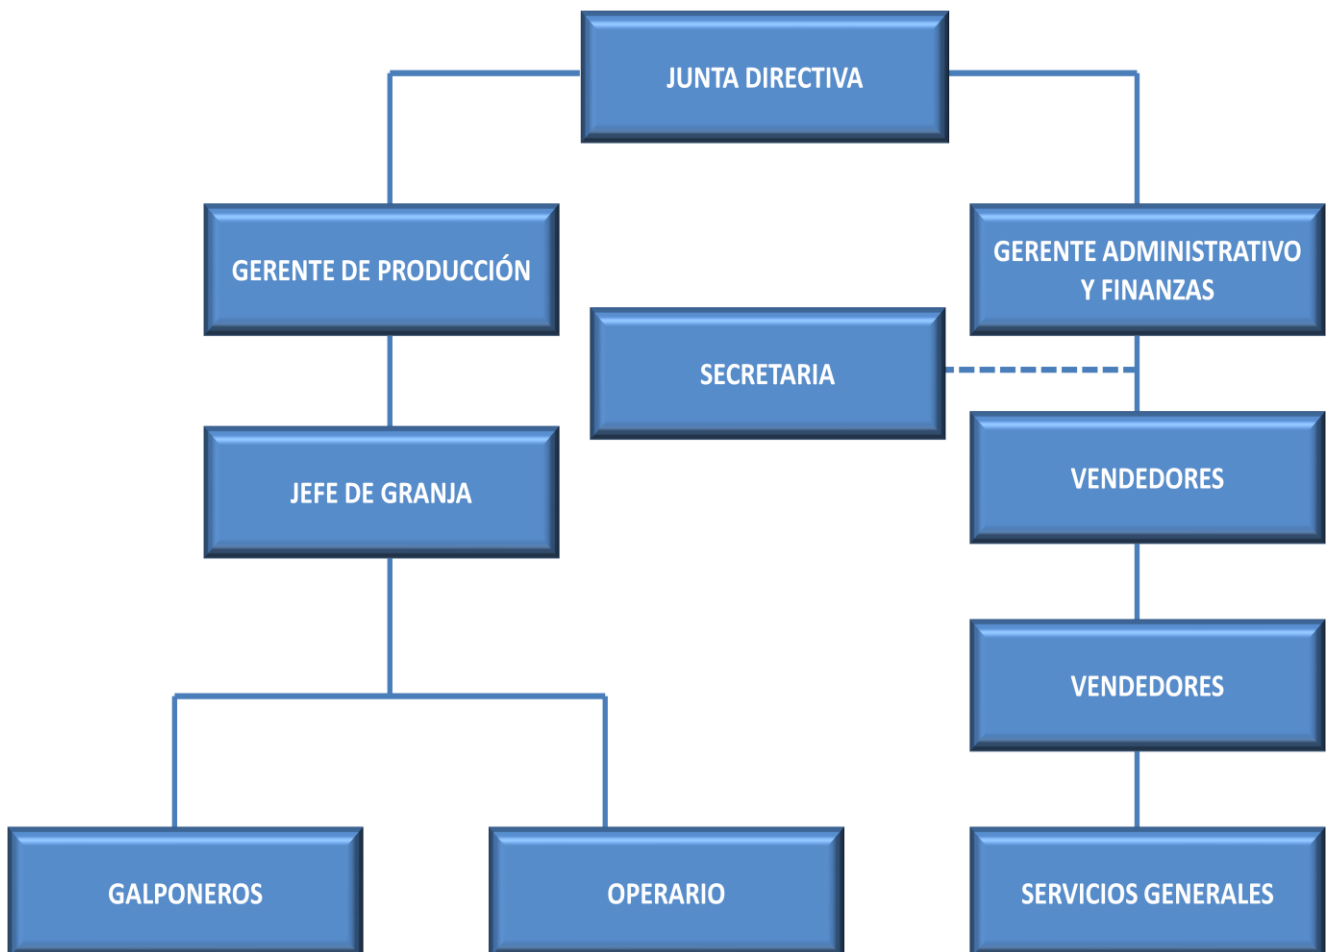 JUNTA DIRECTIVA
GERENTE DE PRODUCCIÓN
GERENTE ADMINISTRATIVO
Y FINANZAS
SECRETARIA
JEFE DE GRANJA
VENDEDORES
VENDEDORES
GALPONEROS
OPERARIO
SERVICIOS GENERALES